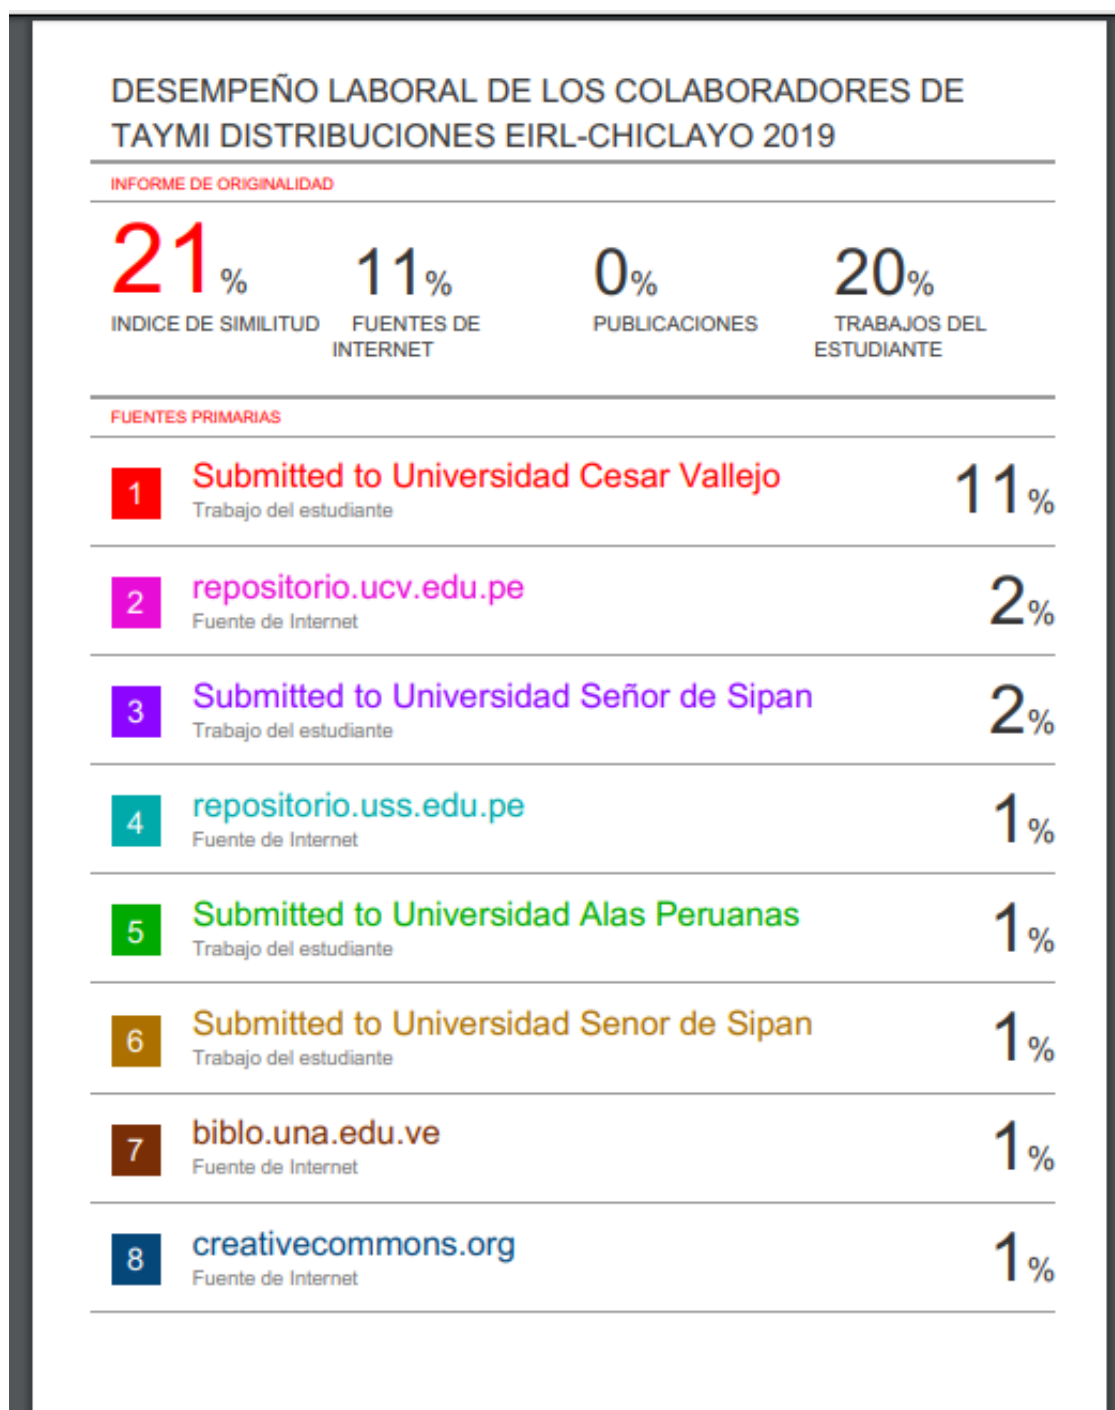 DESEMPEÑO LABORAL DE LOS COLABORADORES DE
TAYMI DISTRIBUCIONES EIRL-CHICLAYO 2019
INFORME DE ORIGINALIDAD
21% 11% 0% 20%
INDICE DE SIMILITUD FUENTES DE PUBLICACIONES TRABAJOS DEL
INTERNET ESTUDIANTE
FUENTES PRIMARIAS
1 Submitted to Universidad Cesar Vallejo 11%
Trabajo del estudiante
2 repositorio.ucv.edu.pe 2%
Fuente de Internet
3 Submitted to Universidad Señor de Sipan 2%
Trabajo del estudiante
4 repositorio.uss.edu.pe 1%
Fuente de Internet
5 Submitted to Universidad Alas Peruanas 1%
Trabajo del estudiante
6 Submitted to Universidad Senor de Sipan 1%
Trabajo del estudiante
7 biblo.una.edu.ve 1%
Fuente de Internet
8 creativecommons.org 1%
Fuente de Internet